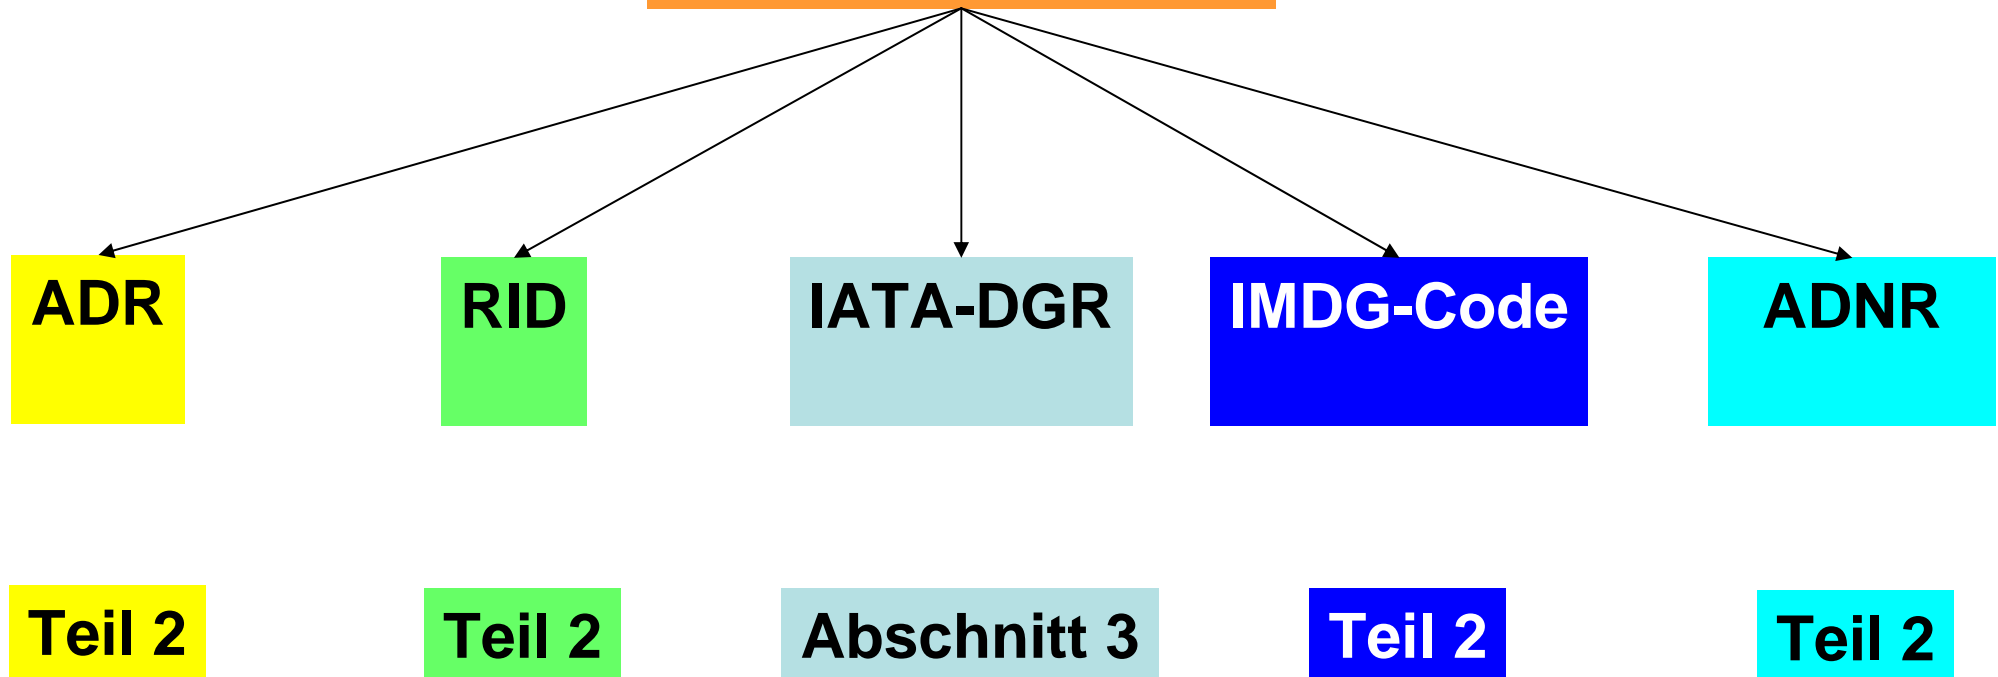 ADR
RID
IATA-DGR
IMDG-Code
ADNR
Teil 2
Teil 2
Abschnitt 3
Teil 2
Teil 2